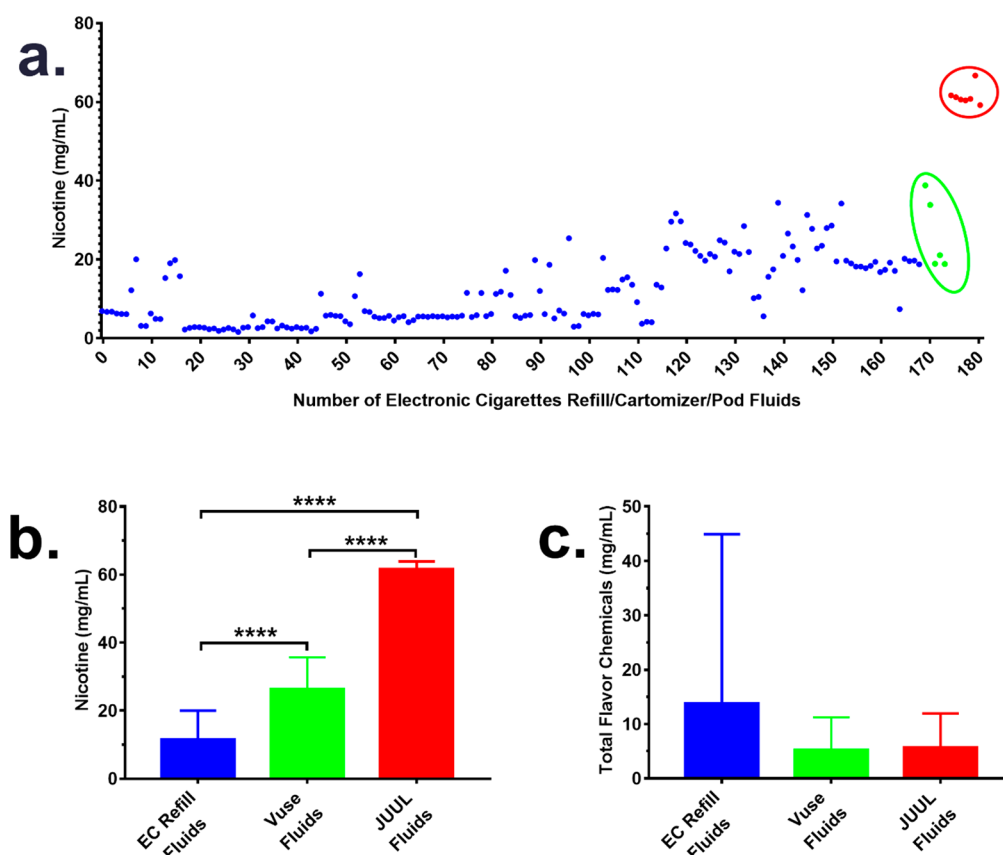 a.
Nicotine (mg/mL)
80
60
40
20
0
0 10 20 30 40 50 60 70 80 90 100 110 120 130 140 150 160 170 180
Number of Electronic Cigarettes Refill/Cartomizer/Pod Fluids
b.
Nicotine (mg/mL)
80
60
40
20
0
****
****
****
EC Refill
Fluids
Vuse
Fluids
JUUL
Fluids
c.
Total Flavor Chemicals (mg/mL)
50
40
30
20
15
10
5
0
EC Refill
Fluids
Vuse
Fluids
JUUL
Fluids